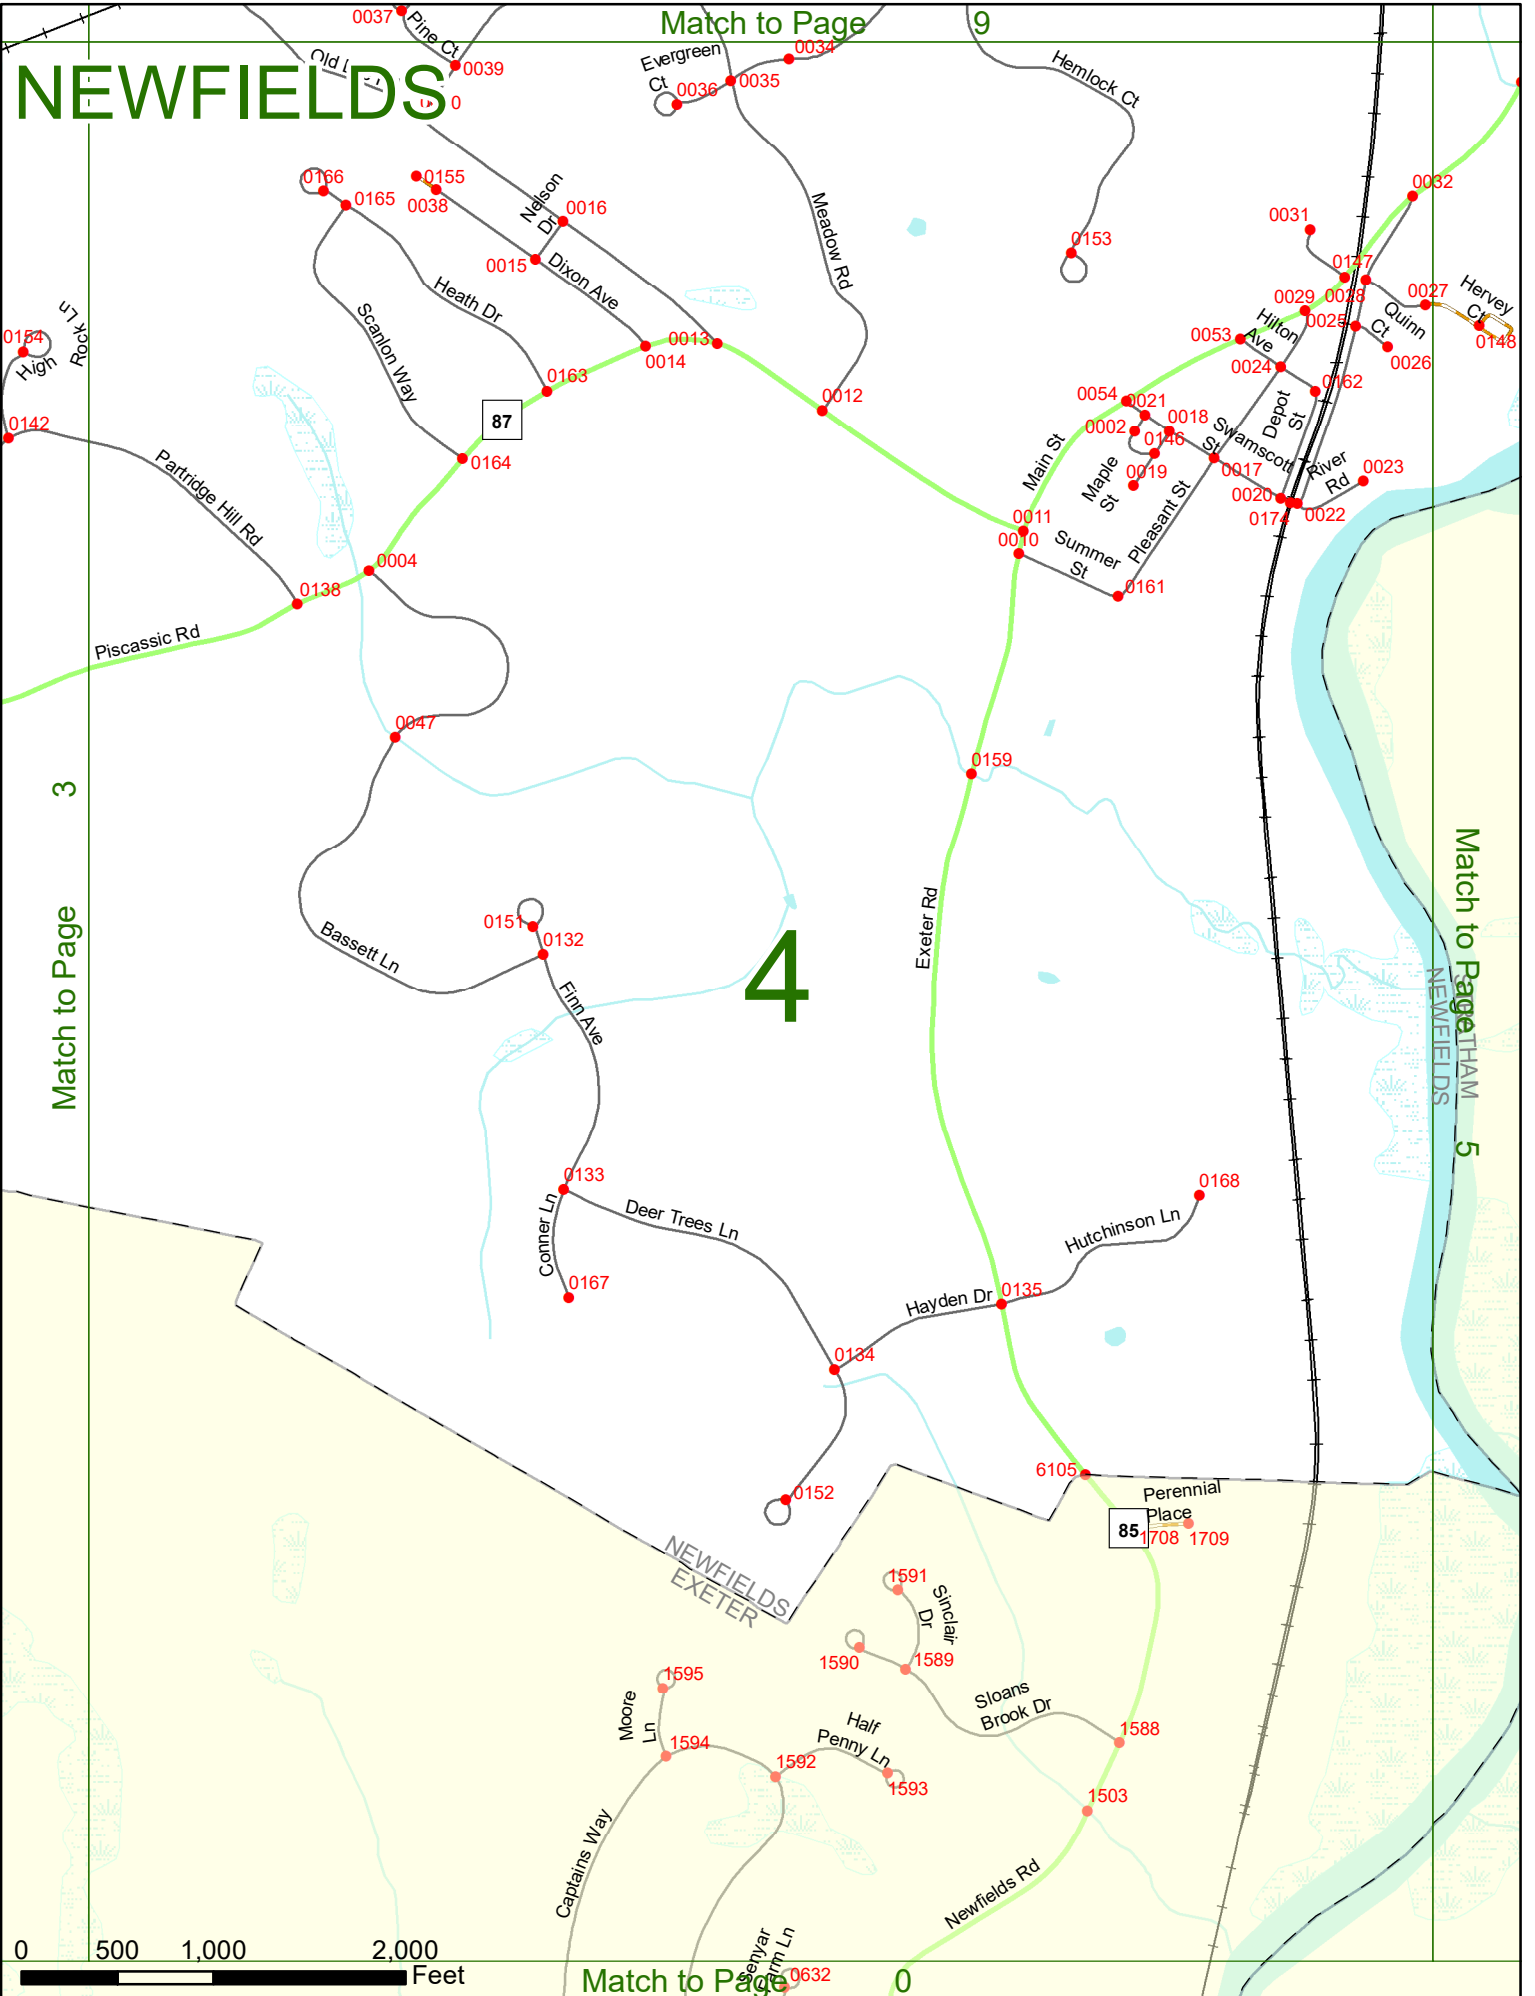 Match to Page 9
NEWFIELDS
0037
Pine Ct
0039
Old
0
Evergreen
Ct
0036
0035
0034
Hemlock Ct
0166
0165
0155
0038
Nelson
Dr
0016
0015
Dixon Ave
Meadow Rd
0153
0031
0032
0147
Hervey
Ct
0148
0027
0028
0029
Quinn
Ct
0025
0026
Hilton
Ave
0053
0024
0162
Heath Dr
Scanlon Way
0154
High
Rock Ln
0142
0013
0014
0163
87
0164
0012
0054
0021
0002
0018
0146
0019
Maple
St
Main St
Swamscott
St
Depot
St
0017
River
Rd
0023
0020
0174
0022
Partridge Hill Rd
0011
0010
Summer
St
Pleasant St
0161
0004
0138
Piscassic Rd
0047
0159
Match to Page 3
Match to Page 5
Exeter Rd
0151
0132
Bassett Ln
4
Finn Ave
NEWFIELDS
0133
Deer Trees Ln
Conner Ln
0167
0168
Hutchinson Ln
Hayden Dr
0135
0134
6105
0152
Perennial
Place
85
1708
1709
NEWFIELDS
EXETER
1591
Sinclair
Dr
1590
1589
1595
Moore
Ln
1594
Sloans
Brook Dr
Half
Penny Ln
1588
1592
1593
1503
Captains Way
Newfields Rd
0632
0 500 1,000 2,000
Feet
Match to Page 0